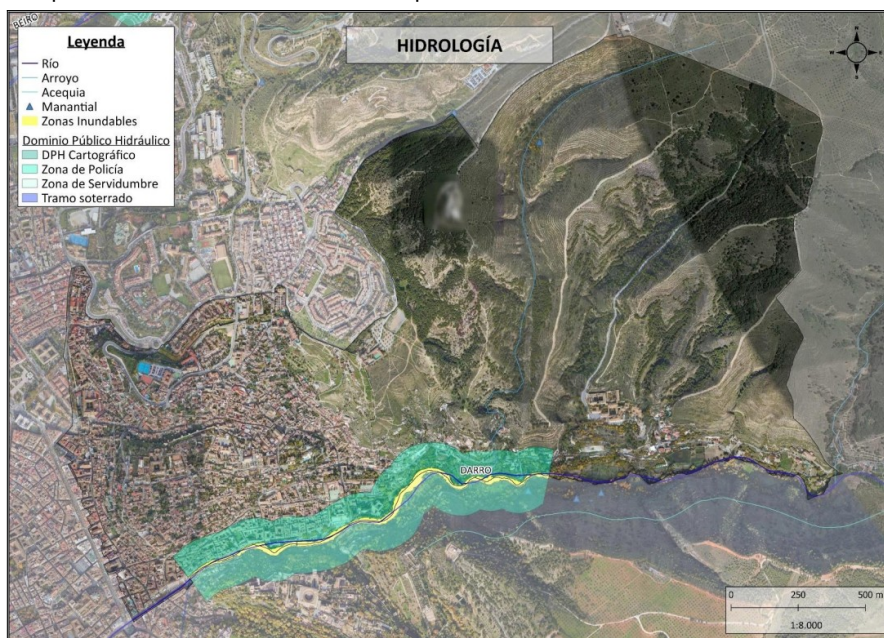 BEIRO
HIDROLOGÍA
Leyenda
Río
Arroyo
Acequia
Manantial
Zonas Inundables
Dominio Público Hidráulico
DPH Cartográfico
Zona de Policía
Zona de Servidumbre
Tramo soterrado
DARRO
0 250 500 m
1:8.000